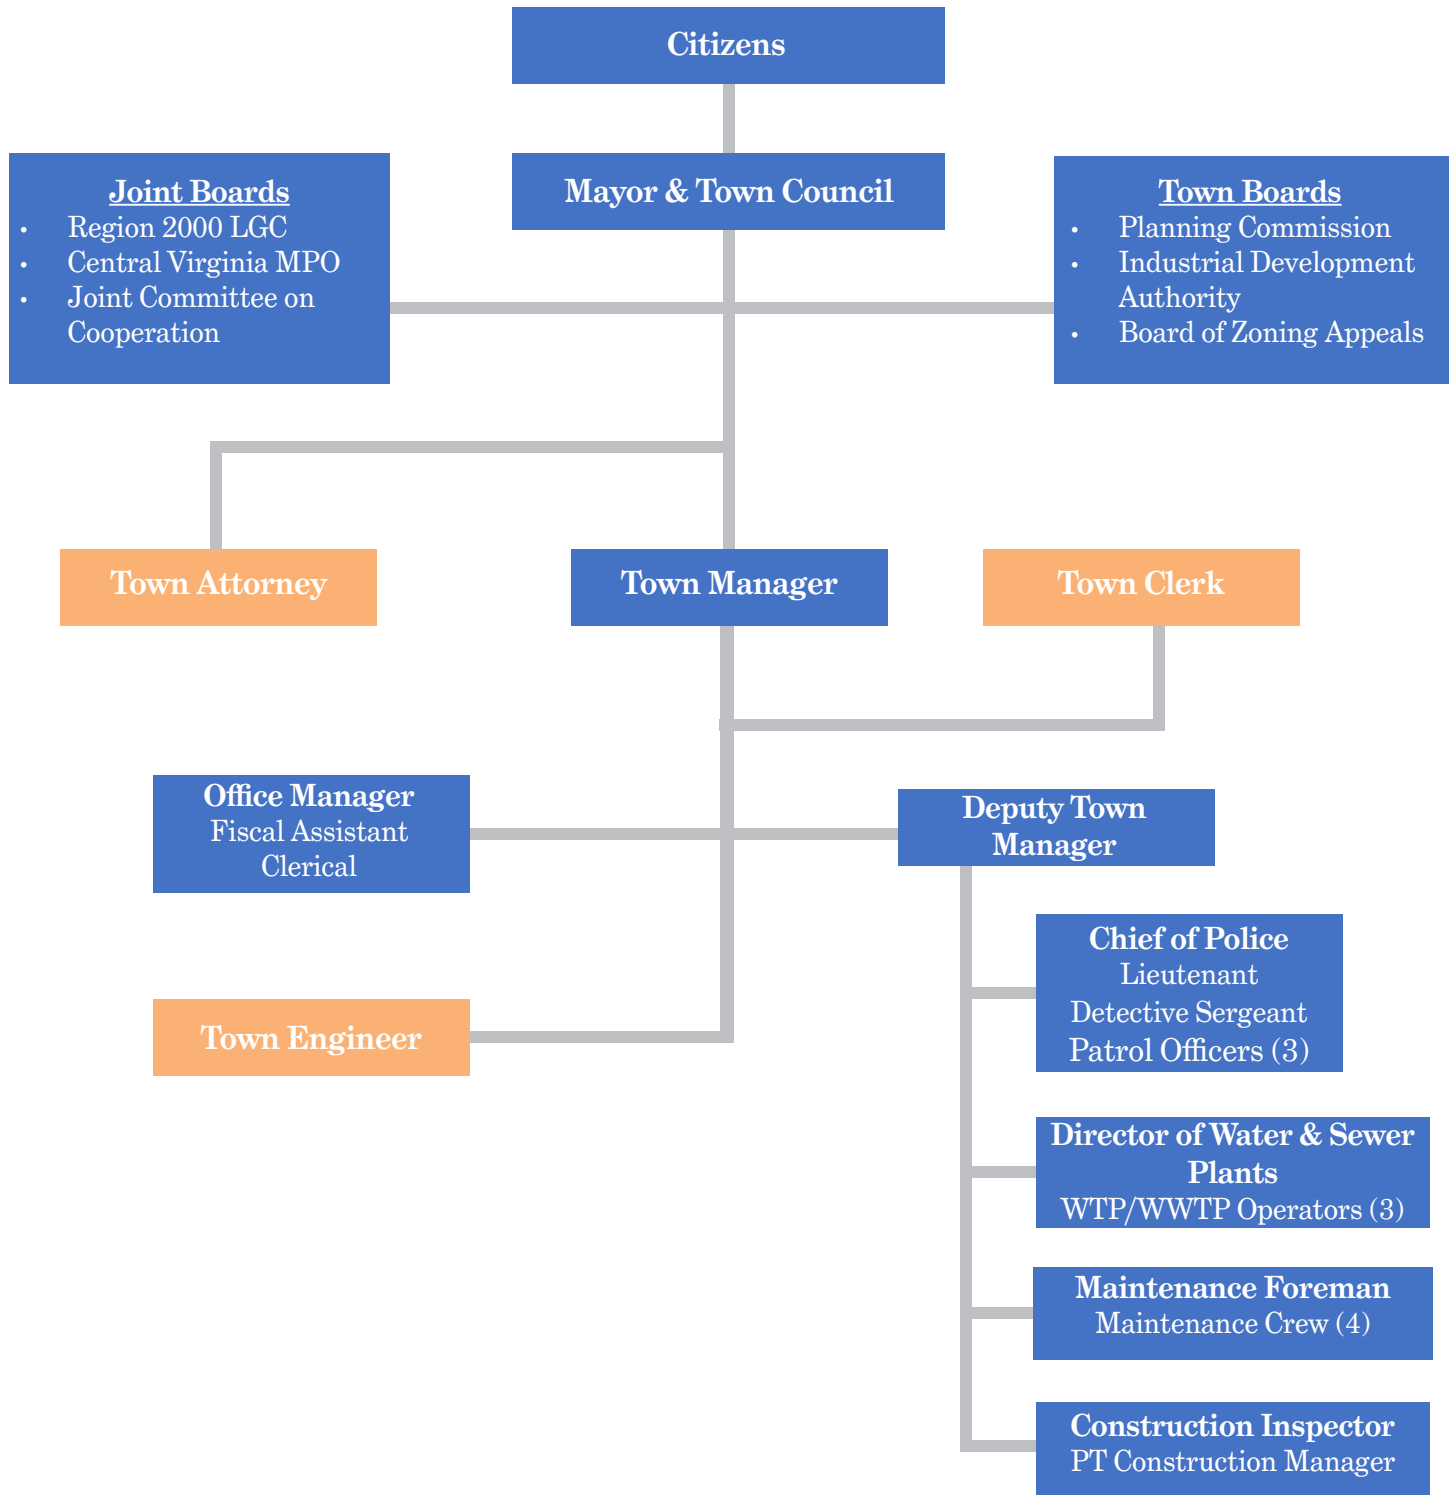 Citizens
Mayor & Town Council
Joint Boards
• Region 2000 LGC
• Central Virginia MPO
• Joint Committee on
Cooperation
Town Boards
• Planning Commission
• Industrial Development
Authority
• Board of Zoning Appeals
Town Attorney
Town Manager
Town Clerk
Office Manager
Fiscal Assistant
Clerical
Deputy Town
Manager
Chief of Police
Lieutenant
Detective Sergeant
Patrol Officers (3)
Town Engineer
Director of Water & Sewer
Plants
WTP/WWTP Operators (3)
Maintenance Foreman
Maintenance Crew (4)
Construction Inspector
PT Construction Manager